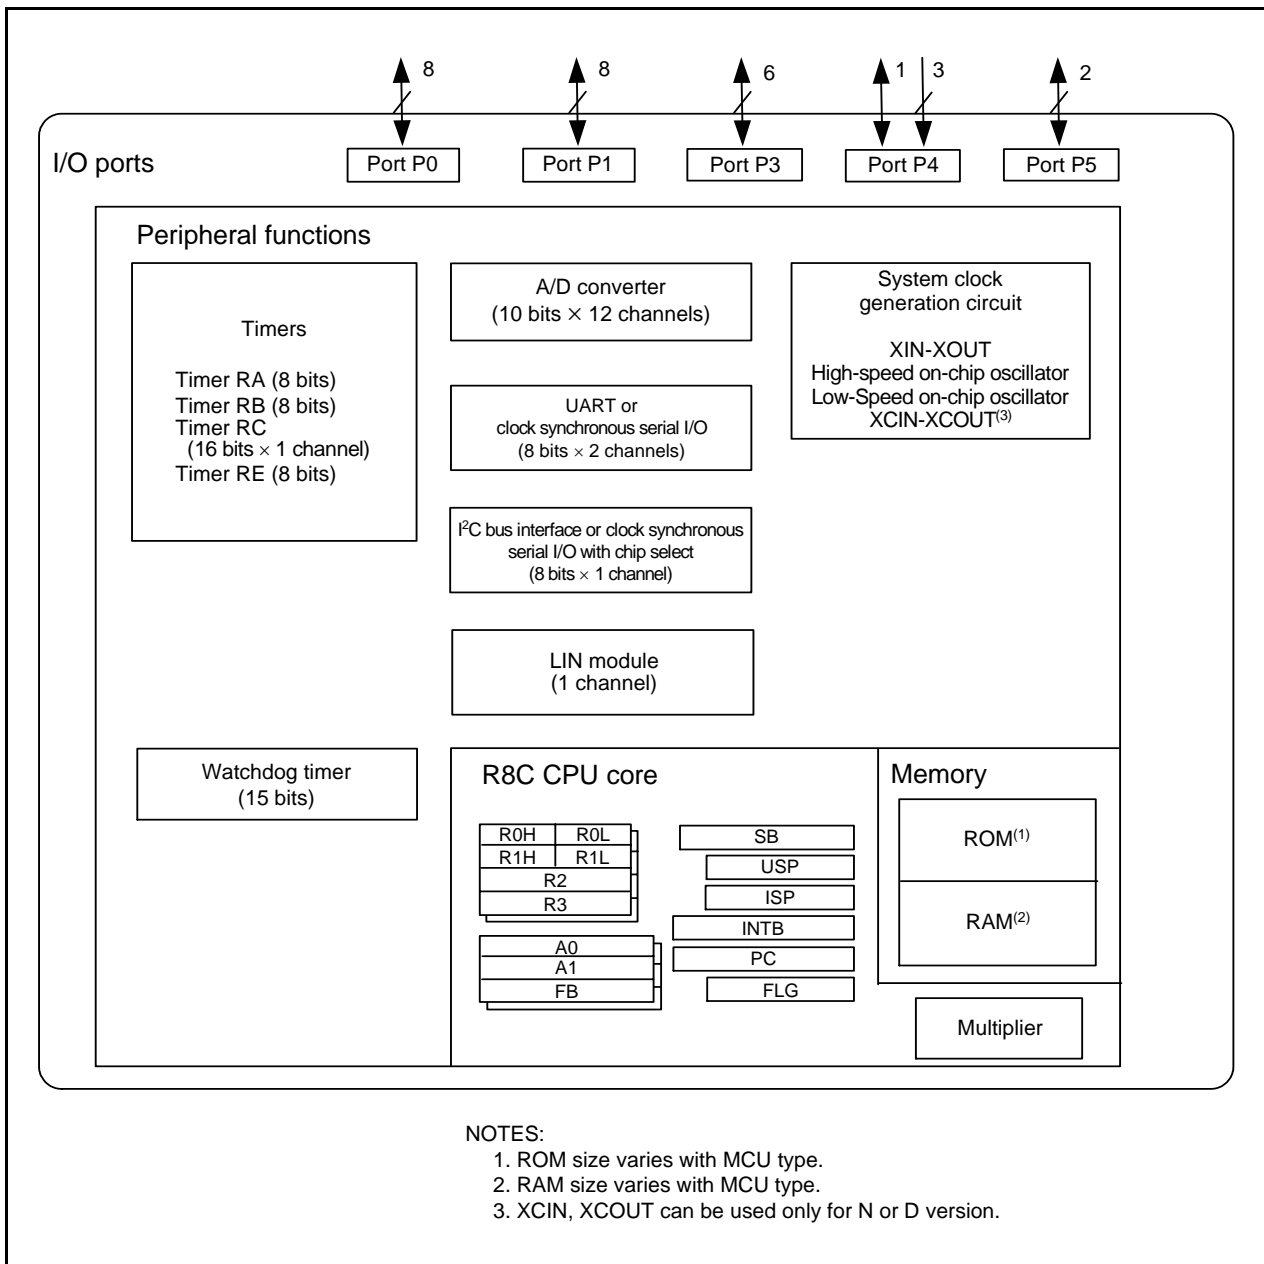 8
8
6
1
3
2
I/O ports
Port P0
Port P1
Port P3
Port P4
Port P5
Peripheral functions
Timers
Timer RA (8 bits)
Timer RB (8 bits)
Timer RC
(16 bits × 1 channel)
Timer RE (8 bits)
A/D converter
(10 bits × 12 channels)
UART or
clock synchronous serial I/O
(8 bits × 2 channels)
I²C bus interface or clock synchronous
serial I/O with chip select
(8 bits × 1 channel)
LIN module
(1 channel)
System clock
generation circuit
XIN-XOUT
High-speed on-chip oscillator
Low-Speed on-chip oscillator
XCIN-XCOUT(3)
Watchdog timer
(15 bits)
R8C CPU core
R0H R0L
R1H R1L
R2
R3
A0
A1
FB
SB
USP
ISP
INTB
PC
FLG
Memory
ROM(1)
RAM(2)
Multiplier
NOTES:
1. ROM size varies with MCU type.
2. RAM size varies with MCU type.
3. XCIN, XCOUT can be used only for N or D version.